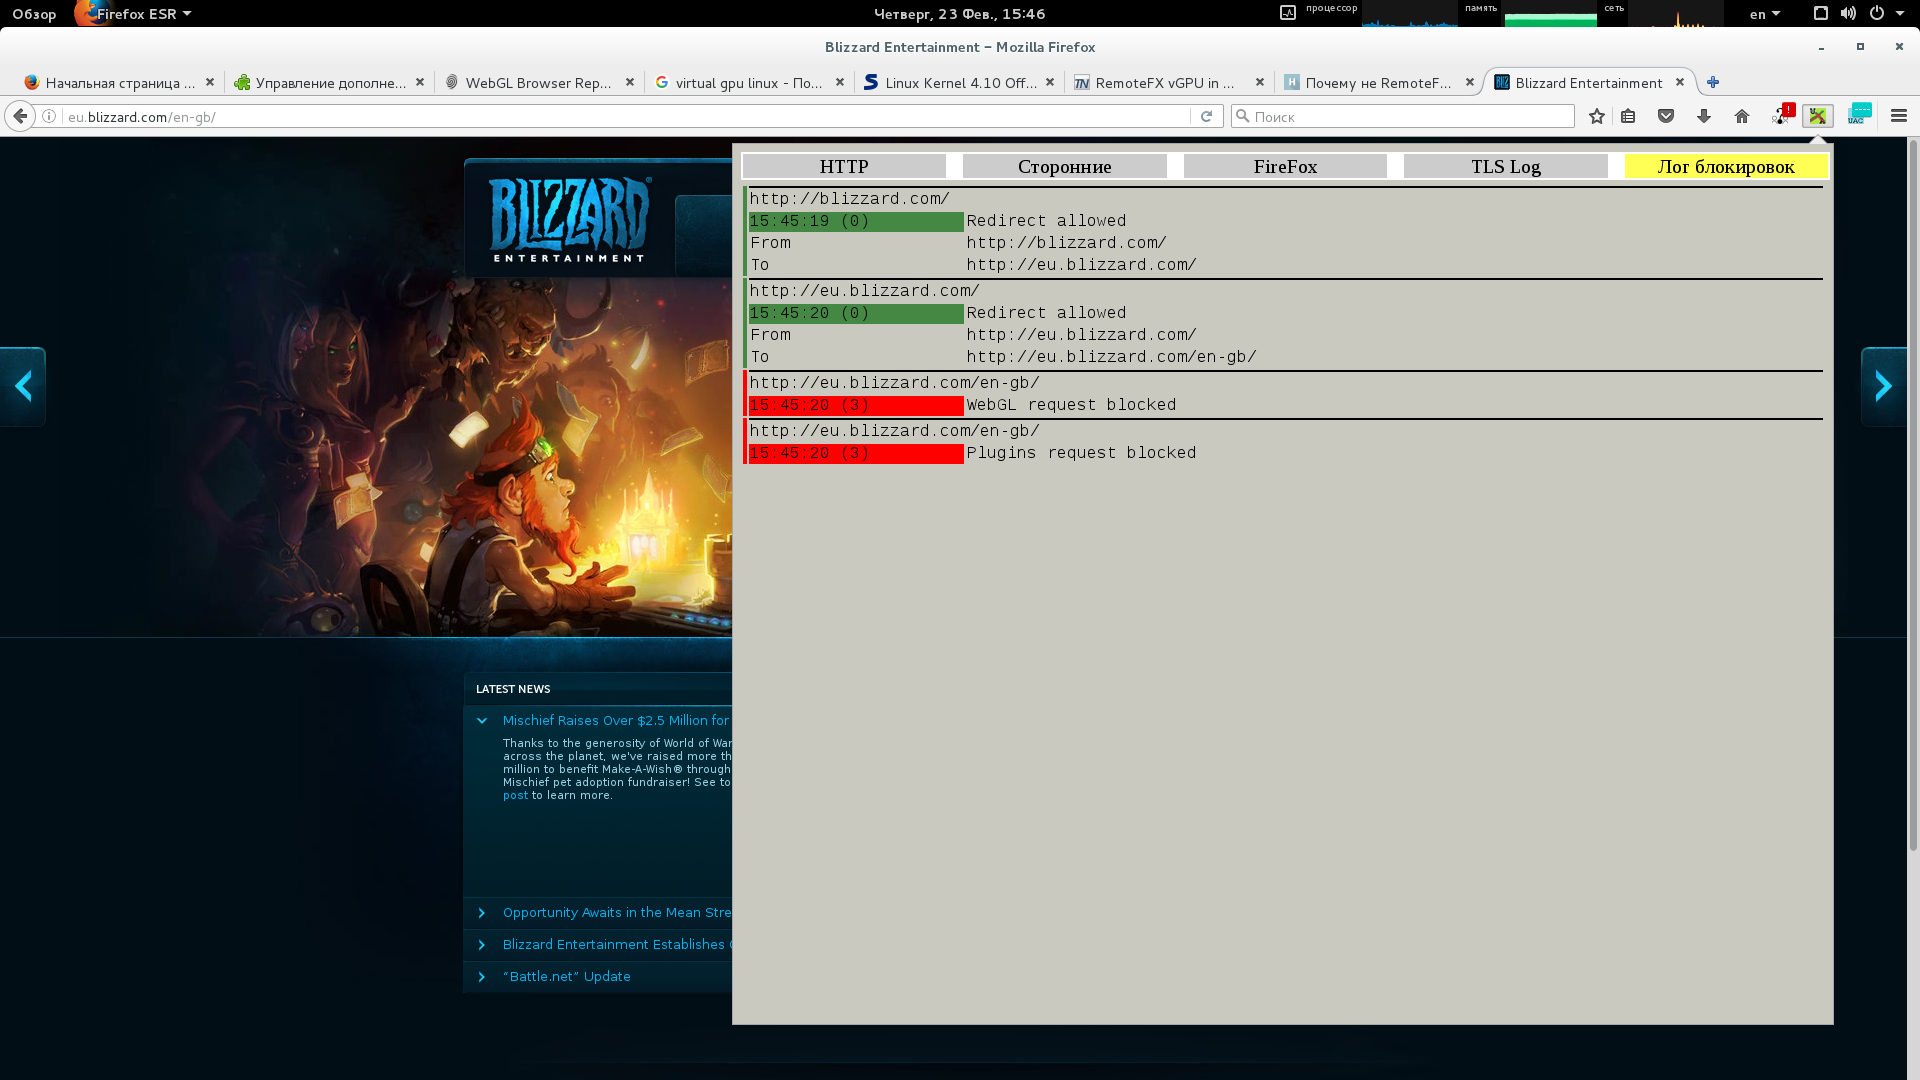 Обзор Firefox ESR Четверг, 23 Фев., 15:46 процессор память сеть en
Blizzard Entertainment – Mozilla Firefox
Начальная страница ... Управление дополне... WebGL Browser Rep... virtual gpu linux - По... Linux Kernel 4.10 Off... RemoteFX vGPU in ... Почему не RemoteF... Blizzard Entertainment
eu.blizzard.com/en-gb/ Поиск UAC
HTTP Сторонние FireFox TLS Log Лог блокировок
http://blizzard.com/
15:45:19 (0) Redirect allowed
From http://blizzard.com/
To http://eu.blizzard.com/
http://eu.blizzard.com/
15:45:20 (0) Redirect allowed
From http://eu.blizzard.com/
To http://eu.blizzard.com/en-gb/
http://eu.blizzard.com/en-gb/
15:45:20 (3) WebGL request blocked
http://eu.blizzard.com/en-gb/
15:45:20 (3) Plugins request blocked
BLIZZARD
ENTERTAINMENT
LATEST NEWS
Mischief Raises Over $2.5 Million for
Thanks to the generosity of World of War
across the planet, we've raised more th
million to benefit Make-A-Wish® through
Mischief pet adoption fundraiser! See to
post to learn more.
Opportunity Awaits in the Mean Stre
Blizzard Entertainment Establishes
“Battle.net” Update